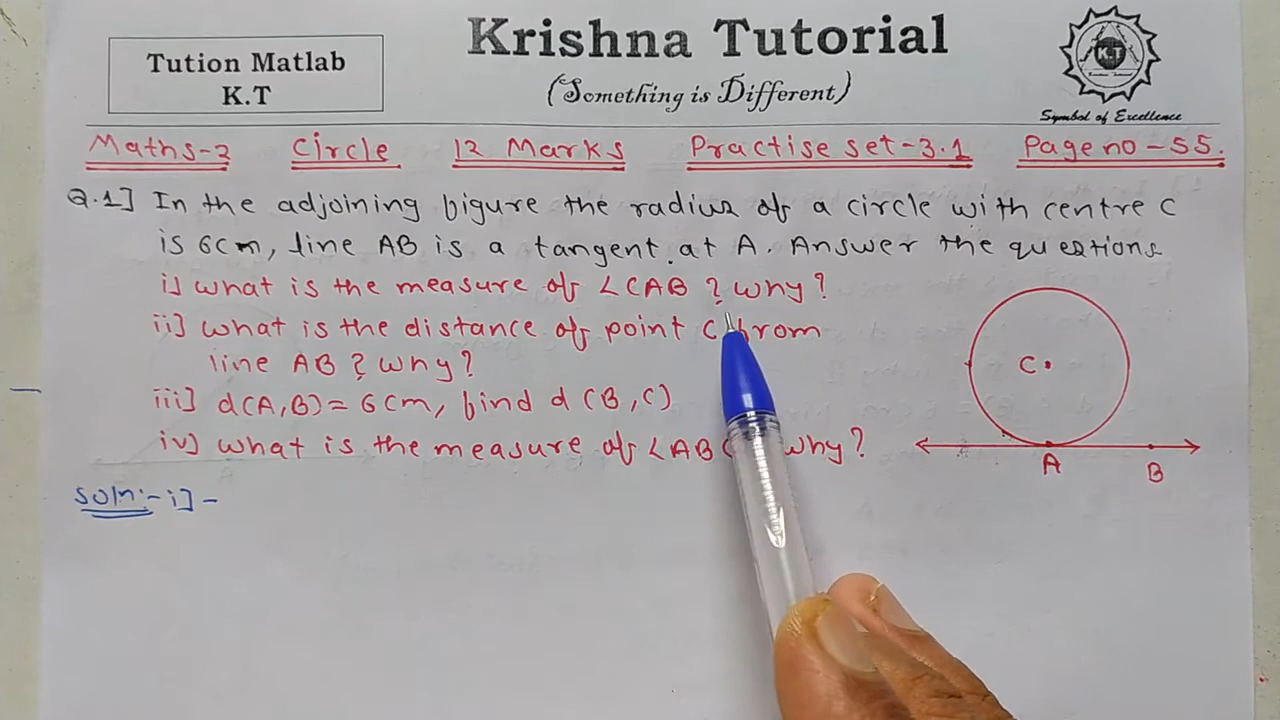 Tution Matlab
K.T
Krishna Tutorial
(Something is Different)
K.T
Symbol of Excellence
Maths-2 Circle 12 Marks Practise set-3.1 Page no-55.
Q.1] In the adjoining figure the radius of a circle with centre C
is 6cm, line AB is a tangent at A. Answer the questions
i] what is the measure of ∠CAB ? why?
ii] what is the distance of point C from
line AB ? why?
iii] d(A,B)= 6cm, find d (B,C)
iv] what is the measure of ∠AB why?
C
A
B
Soln:- i] -